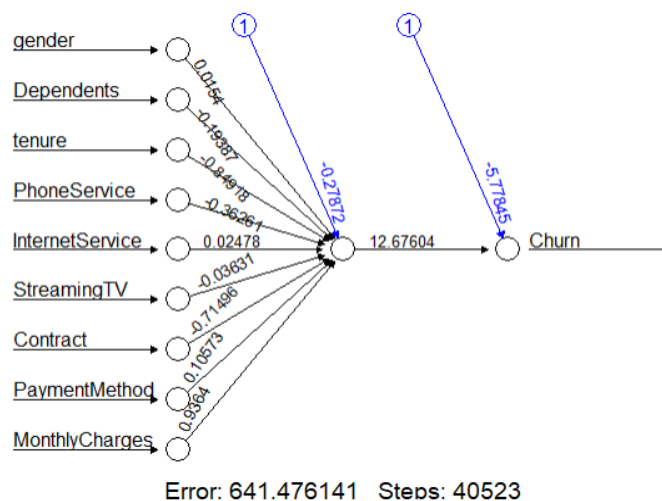 1
1
gender
0.0154
Dependents
-0.19387
tenure
-0.84918
PhoneService
-0.36261
InternetService
0.02478
StreamingTV
-0.03631
Contract
-0.71496
PaymentMethod
0.10573
MonthlyCharges
0.9364
-0.27872
12.67604
-5.77845
Churn
Error: 641.476141 Steps: 40523